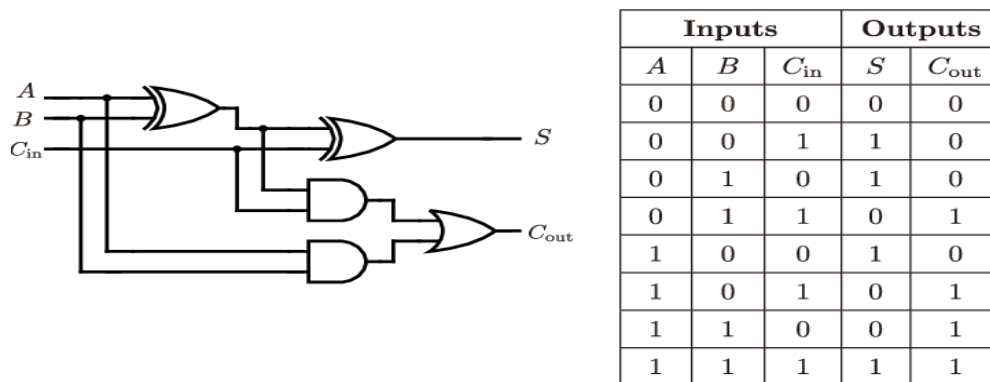 A
B
C_in
S
C_out
Inputs Outputs
A B C_in S C_out
0 0 0 0 0
0 0 1 1 0
0 1 0 1 0
0 1 1 0 1
1 0 0 1 0
1 0 1 0 1
1 1 0 0 1
1 1 1 1 1